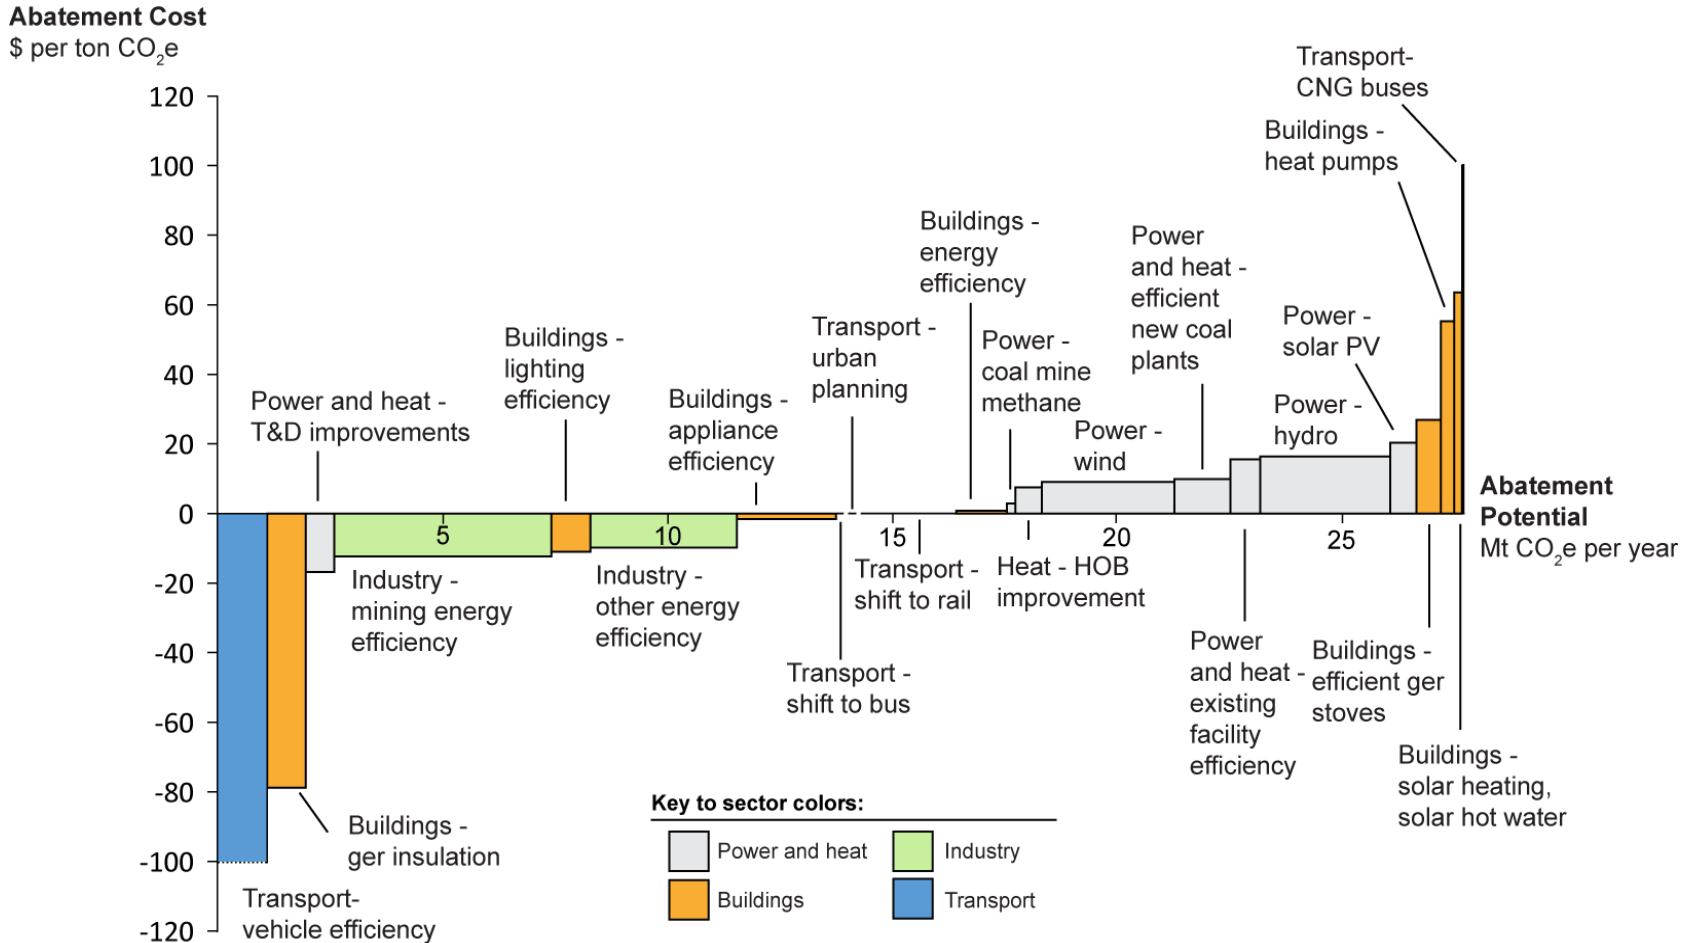 Abatement Cost
$ per ton CO₂e
120
100
80
60
40
20
0
-20
-40
-60
-80
-100
-120
5
10
15
20
25
Abatement
Potential
Mt CO₂e per year
Transport-
vehicle efficiency
Buildings -
ger insulation
Power and heat -
T&D improvements
Industry -
mining energy
efficiency
Buildings -
lighting
efficiency
Industry -
other energy
efficiency
Buildings -
appliance
efficiency
Transport -
shift to bus
Transport -
urban
planning
Transport -
shift to rail
Buildings -
energy
efficiency
Power -
coal mine
methane
Heat - HOB
improvement
Power -
wind
Power
and heat -
efficient
new coal
plants
Power
and heat -
existing
facility
efficiency
Power -
hydro
Power -
solar PV
Buildings -
efficient ger
stoves
Buildings -
heat pumps
Buildings -
solar heating,
solar hot water
Transport-
CNG buses
Key to sector colors:
Power and heat
Industry
Buildings
Transport